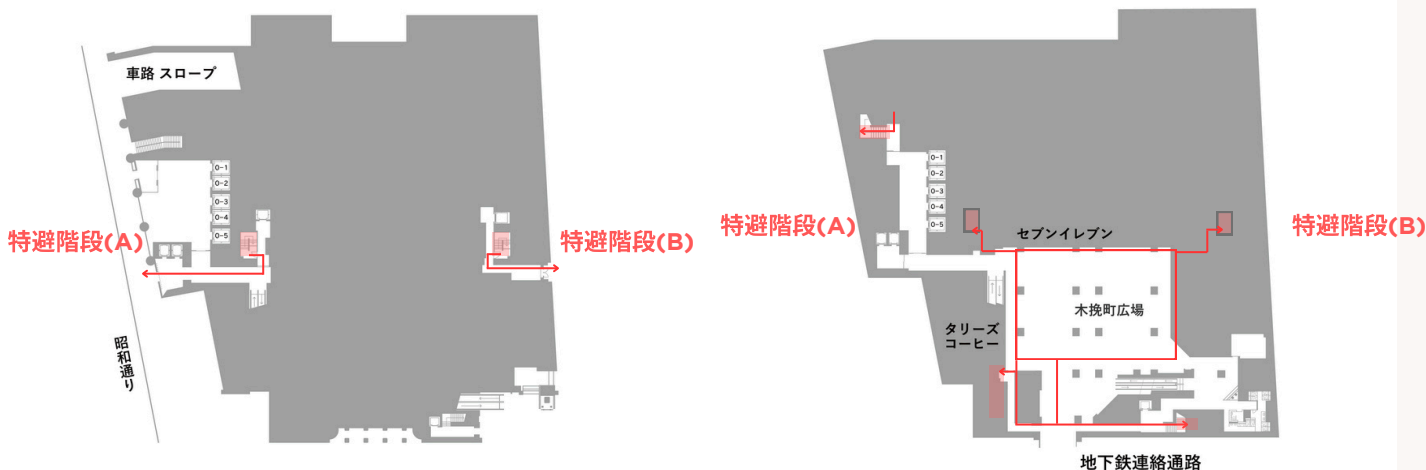 車路 スロープ
0-1
0-2
0-3
0-4
0-5
特避階段(A)
特避階段(B)
昭和通り
0-1
0-2
0-3
0-4
0-5
特避階段(A)
特避階段(B)
セブンイレブン
木挽町広場
タリーズ
コーヒー
地下鉄連絡通路